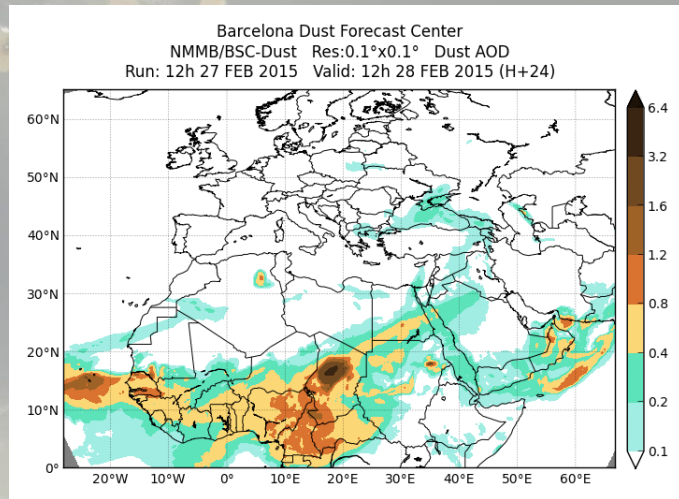 Barcelona Dust Forecast Center
NMMB/BSC-Dust   Res:0.1°x0.1°   Dust AOD
Run: 12h 27 FEB 2015   Valid: 12h 28 FEB 2015 (H+24)
60°N
50°N
40°N
30°N
20°N
10°N
0°
20°W
10°W
0°
10°E
20°E
30°E
40°E
50°E
60°E
6.4
3.2
1.6
1.2
0.8
0.4
0.2
0.1